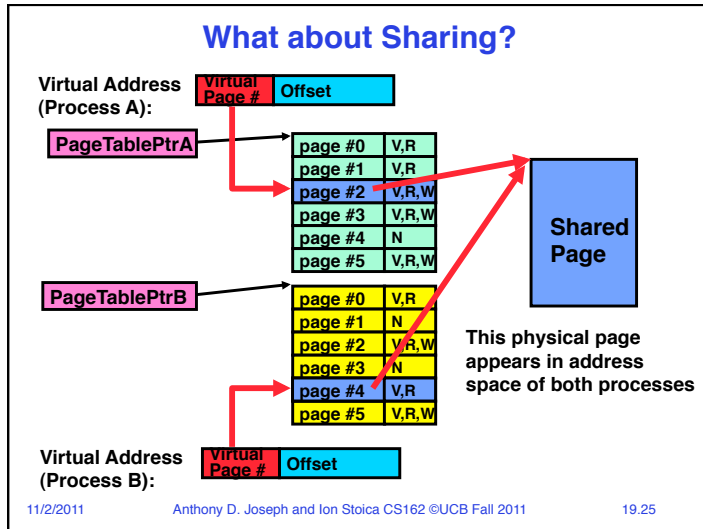 What about Sharing?
Virtual Address
(Process A):
Virtual
Page #
Offset
PageTablePtrA
page #0 V,R
page #1 V,R
page #2 V,R,W
page #3 V,R,W
page #4 N
page #5 V,R,W
Shared
Page
PageTablePtrB
page #0 V,R
page #1 N
page #2 V,R,W
page #3 N
page #4 V,R
page #5 V,R,W
This physical page
appears in address
space of both processes
Virtual Address
(Process B):
Virtual
Page #
Offset
11/2/2011 Anthony D. Joseph and Ion Stoica CS162 ©UCB Fall 2011 19.25